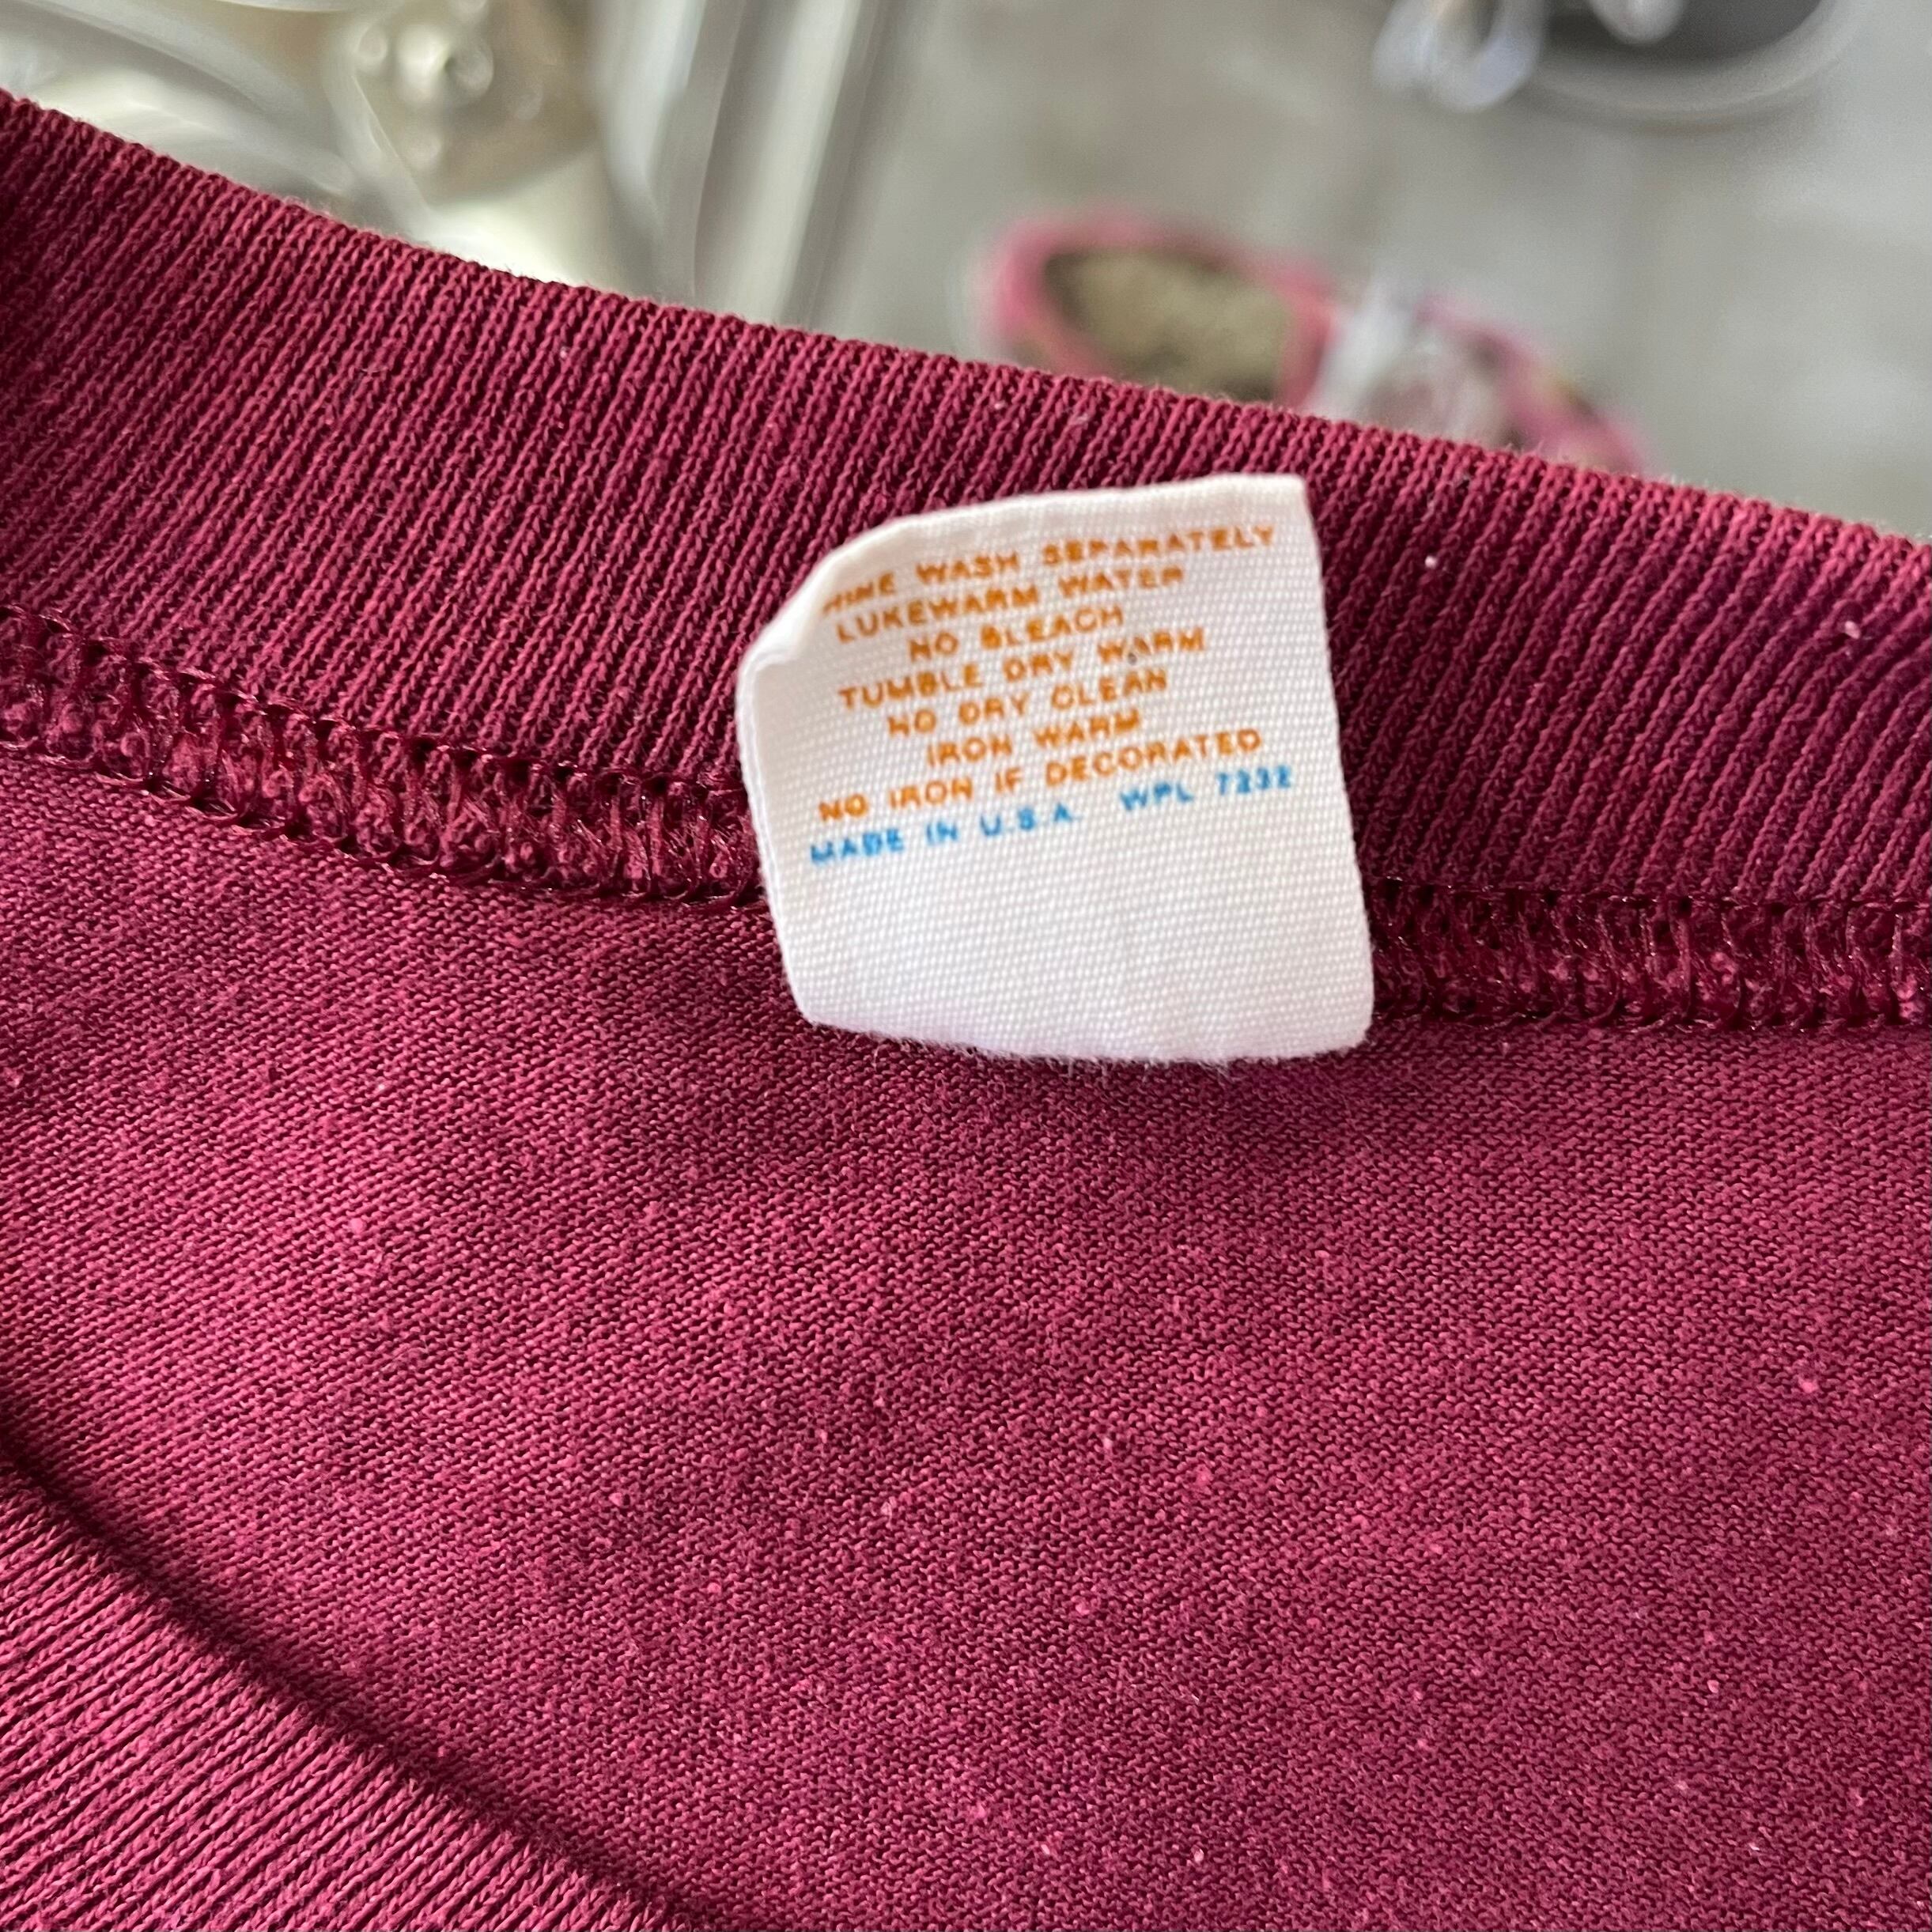 HINE WASH SEPARATELY
LUKEWARM WATER
NO BLEACH
TUMBLE DRY WARM
NO DRY CLEAN
IRON WARM
NO IRON IF DECORATED
MADE IN U.S.A. WPL 7232